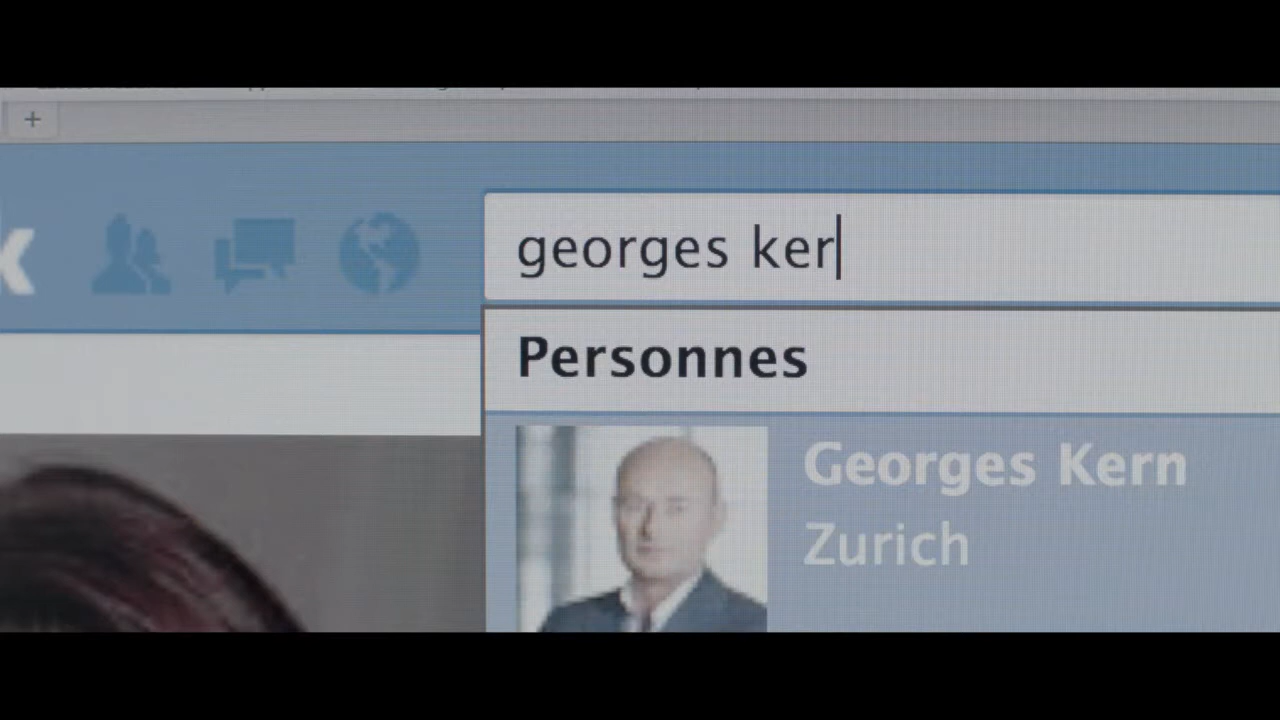 k
georges ker
Personnes
Georges Kern
Zurich